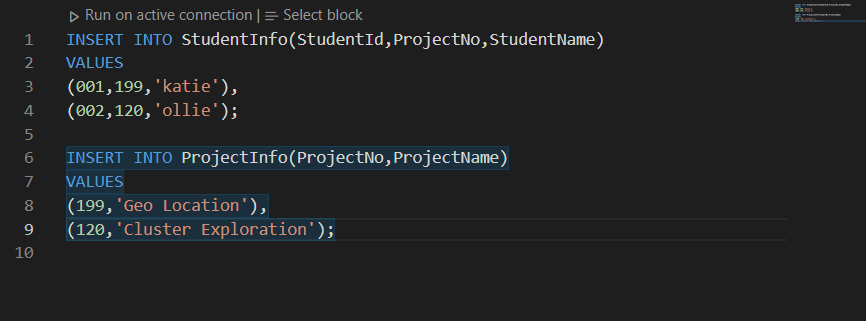 Run on active connection | Select block
1 INSERT INTO StudentInfo(StudentId,ProjectNo,StudentName)
2 VALUES
3 (001,199,'katie'),
4 (002,120,'ollie');
5
6 INSERT INTO ProjectInfo(ProjectNo,ProjectName)
7 VALUES
8 (199,'Geo Location'),
9 (120,'Cluster Exploration');
10